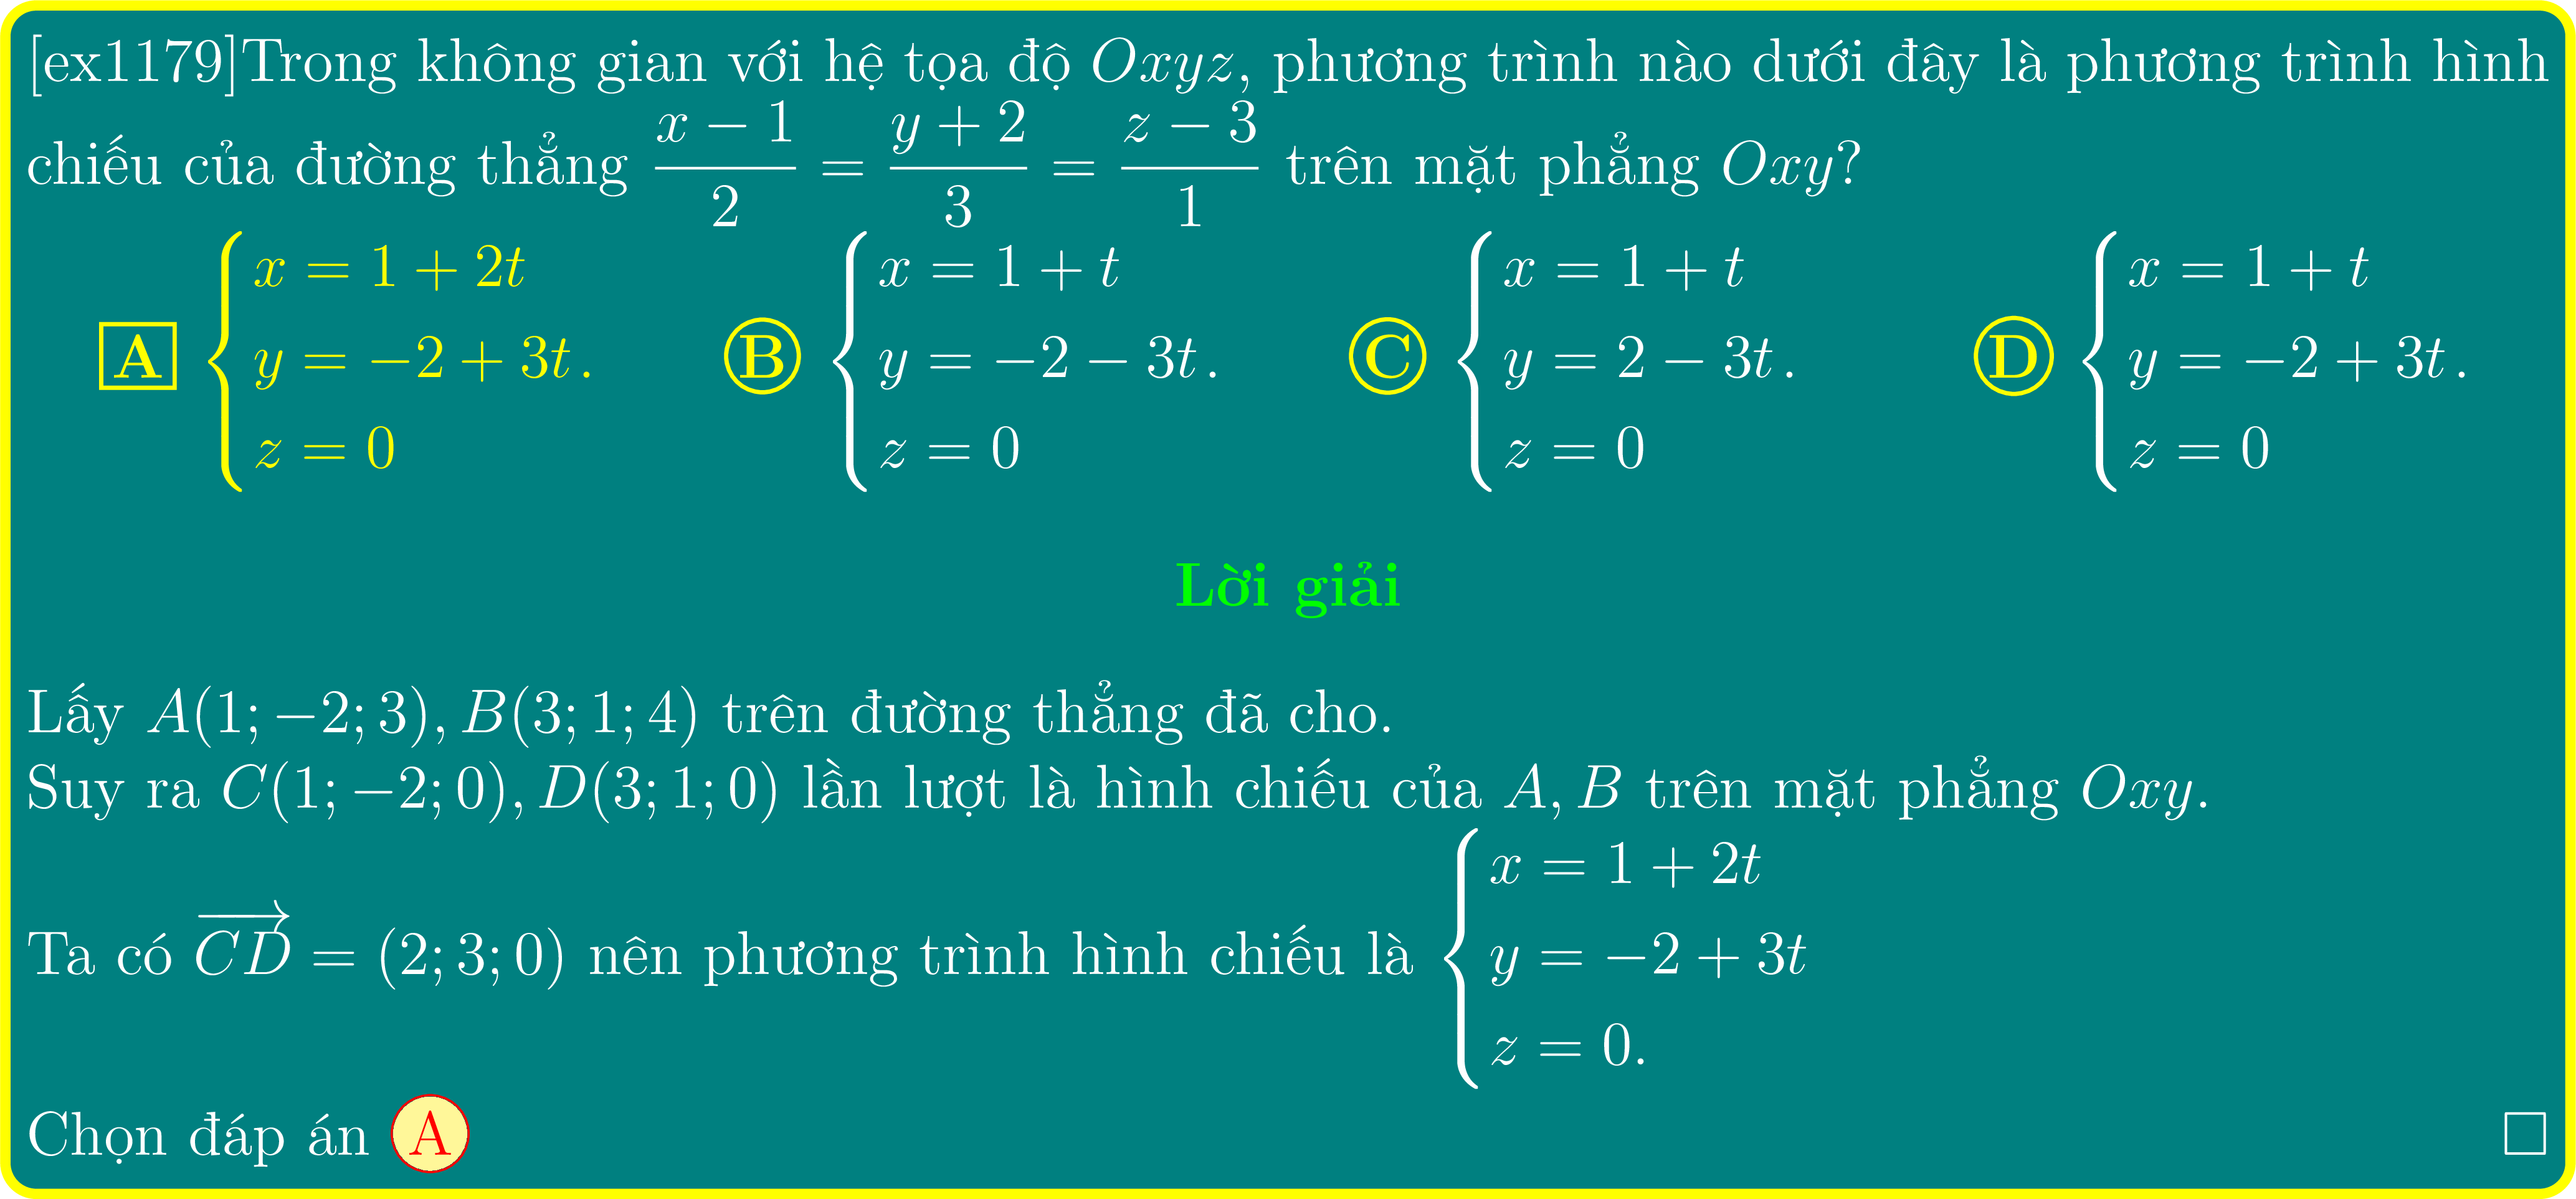 [ex1179]Trong không gian với hệ tọa độ Oxyz, phương trình nào dưới đây là phương trình hình
chiếu của đường thẳng \frac{x-1}{2} = \frac{y+2}{3} = \frac{z-3}{1} trên mặt phẳng Oxy?
A \begin{cases} x = 1 + 2t \\ y = -2 + 3t \\ z = 0 \end{cases}. B \begin{cases} x = 1 + t \\ y = -2 - 3t \\ z = 0 \end{cases}. C \begin{cases} x = 1 + t \\ y = 2 - 3t \\ z = 0 \end{cases}. D \begin{cases} x = 1 + t \\ y = -2 + 3t \\ z = 0 \end{cases}.
Lời giải
Lấy A(1; −2; 3), B(3; 1; 4) trên đường thẳng đã cho.
Suy ra C(1; −2; 0), D(3; 1; 0) lần lượt là hình chiếu của A, B trên mặt phẳng Oxy.
Ta có \overrightarrow{CD} = (2; 3; 0) nên phương trình hình chiếu là \begin{cases} x = 1 + 2t \\ y = -2 + 3t \\ z = 0. \end{cases}
Chọn đáp án A □